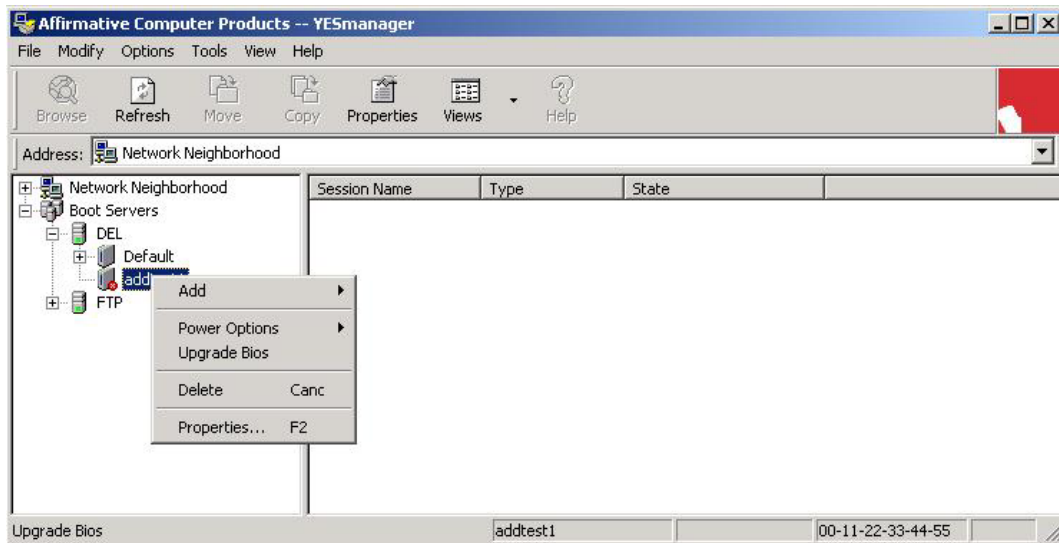 Affirmative Computer Products -- YESmanager
File Modify Options Tools View Help
Browse Refresh Move Copy Properties Views Help
Address: Network Neighborhood
Network Neighborhood
Boot Servers
DEL
Default
add
FTP
Session Name Type State
Add
Power Options
Upgrade Bios
Delete Canc
Properties... F2
Upgrade Bios addtest1 00-11-22-33-44-55